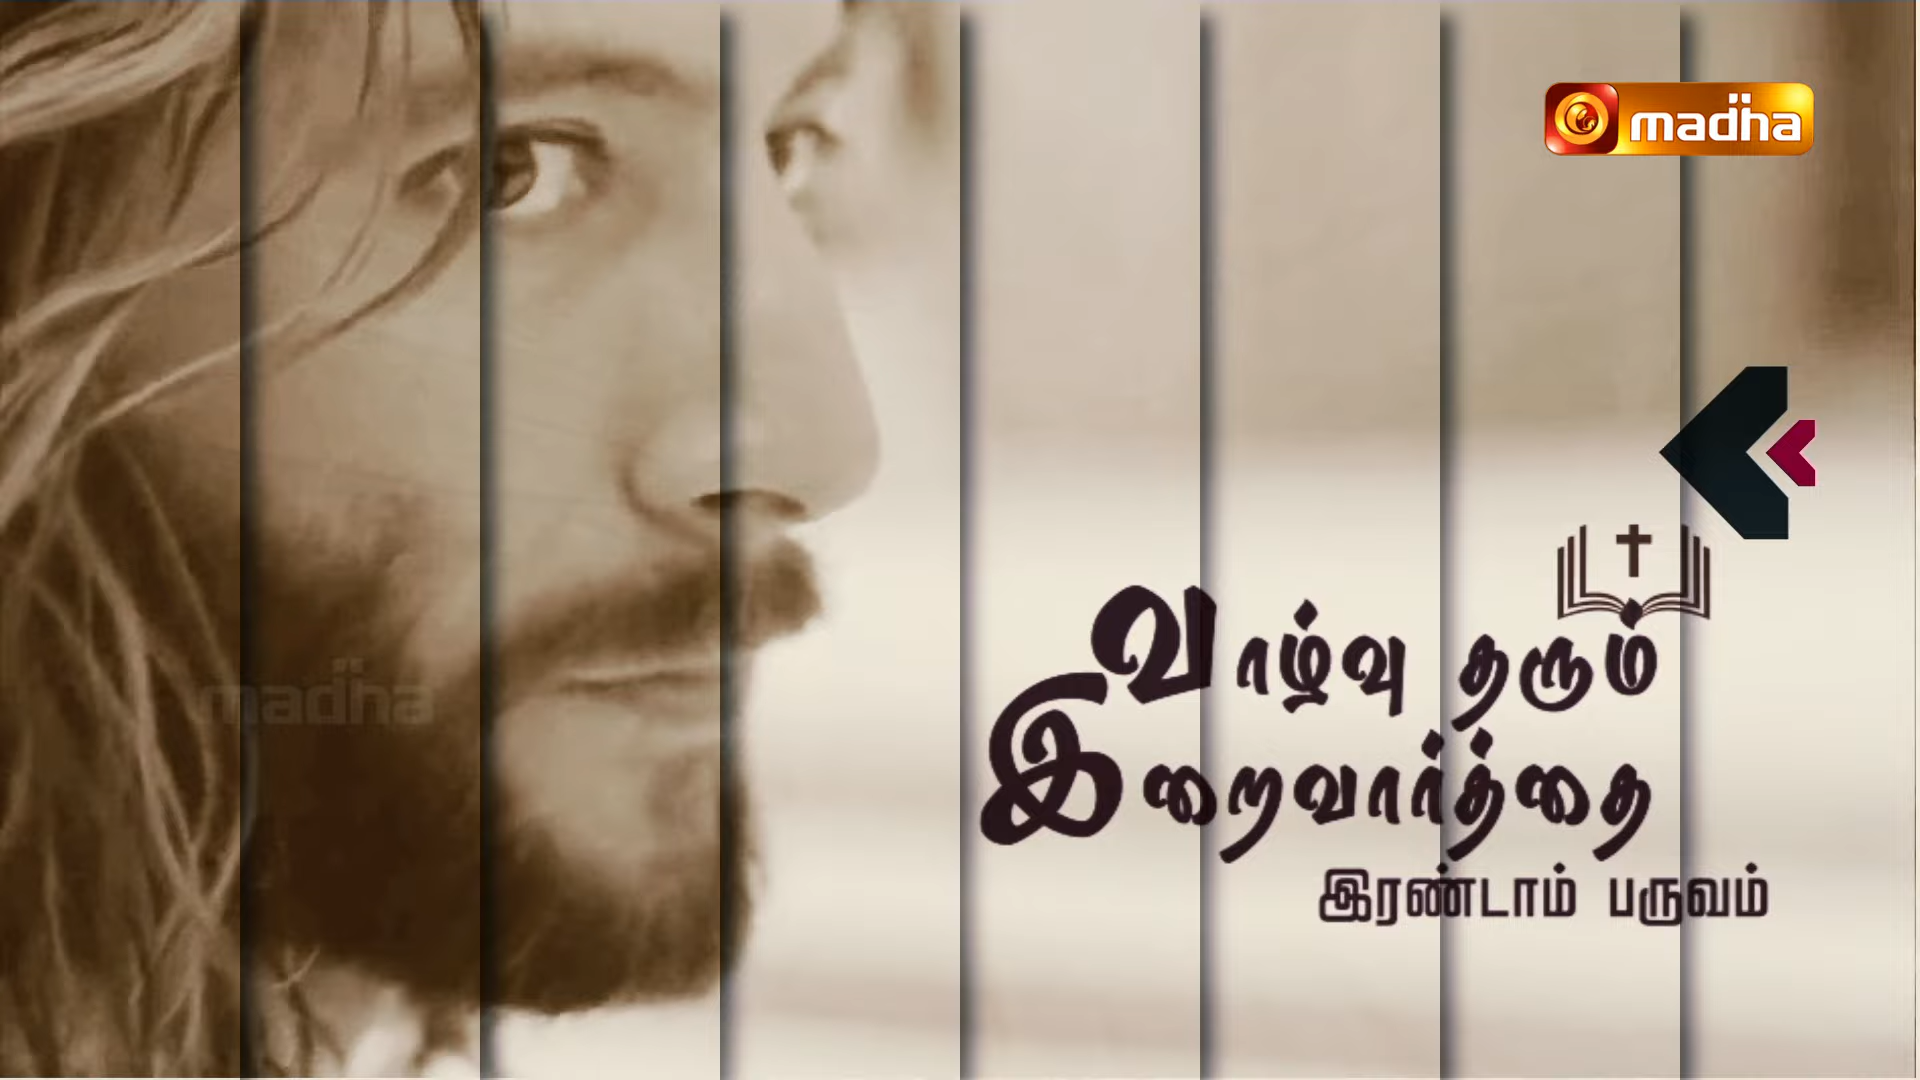 madha
வாழ்வு தரும்
இறைவார்த்தை
இரண்டாம் பருவம்
madha